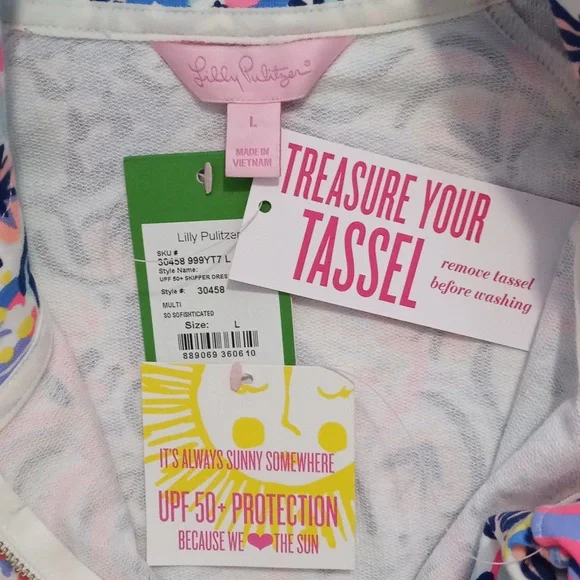 Lilly Pulitzer®
L
MADE IN
VIETNAM
TREASURE YOUR
TASSEL
remove tassel
before washing
Lilly Pulitzer
SKU #
30458 999YT7 L
Style Name:
UPF 50+ SKIPPER DRES
Style #: 30458
MULTI
SO SOFISHTICATED
Size: L
889069 360610
IT'S ALWAYS SUNNY SOMEWHERE
UPF 50+ PROTECTION
BECAUSE WE ❤ THE SUN